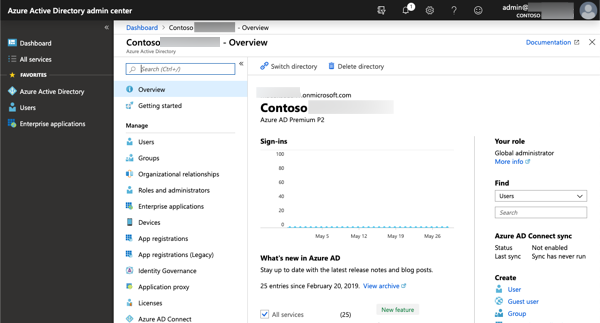 Azure Active Directory admin center
1
?
admin@
CONTOSO
Dashboard
All services
FAVORITES
Azure Active Directory
Users
Enterprise applications
Dashboard > Contoso - Overview
Contoso - Overview
Azure Active Directory
Documentation
Search (Ctrl+/)
Overview
Getting started
Manage
Users
Groups
Organizational relationships
Roles and administrators
Enterprise applications
Devices
App registrations
App registrations (Legacy)
Identity Governance
Application proxy
Licenses
Azure AD Connect
Switch directory
Delete directory
.onmicrosoft.com
Contoso
Azure AD Premium P2
Sign-ins
100
80
60
40
20
0
May 5 May 12 May 19 May 26
What's new in Azure AD
Stay up to date with the latest release notes and blog posts.
25 entries since February 20, 2019. View archive
All services (25)
New feature
Your role
Global administrator
More info
Find
Users
Search
Azure AD Connect sync
Status Not enabled
Last sync Sync has never run
Create
User
Guest user
Group